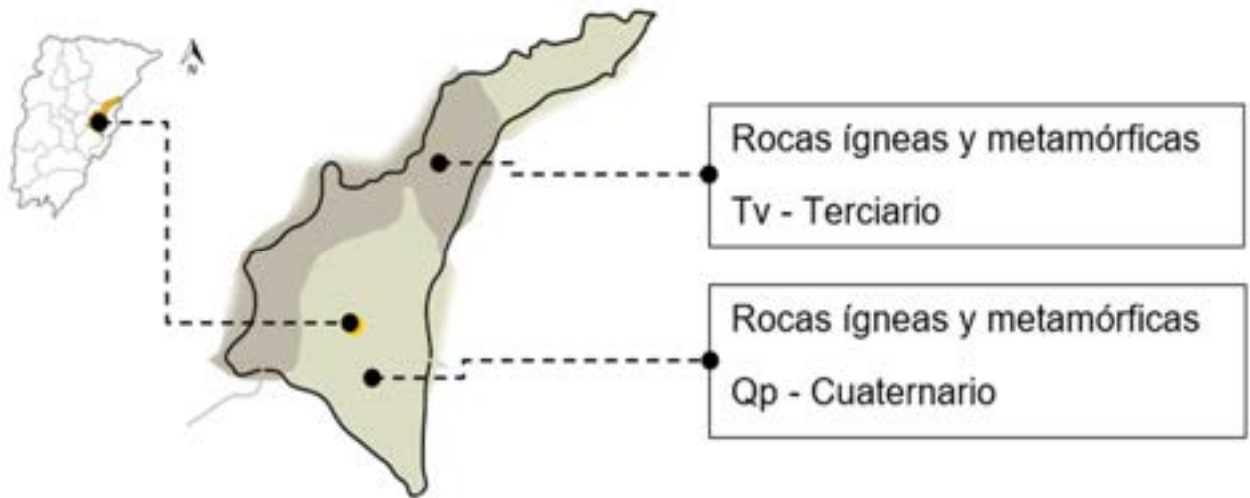 N
Rocas ígneas y metamórficas
Tv - Terciario
Rocas ígneas y metamórficas
Qp - Cuaternario